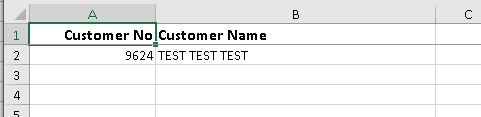 A B C
1 Customer No Customer Name
2 9624 TEST TEST TEST
3
4
5